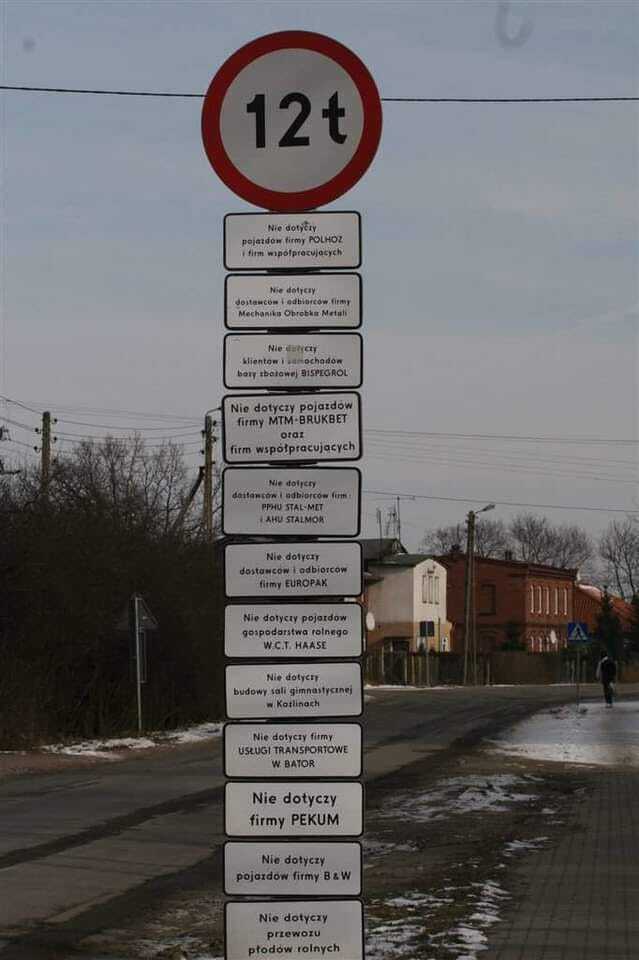 12t
Nie dotyczy
pojazdów firmy POLHOZ
i firm współpracujących
Nie dotyczy
dostawców i odbiorców firmy
Mechanika Obrobka Metali
Nie dotyczy
klientów i samochodów
bazy zbożowej BISPEGROL
Nie dotyczy pojazdów
firmy MTM-BRUKBET
oraz
firm współpracujących
Nie dotyczy
dostawców i odbiorców firm:
PPHU STAL-MET
i AHU STALMOR
Nie dotyczy
dostawców i odbiorców
firmy EUROPAK
Nie dotyczy pojazdów
gospodarstwa rolnego
W.C.T. HAASE
Nie dotyczy
budowy sali gimnastycznej
w Koźlinach
Nie dotyczy firmy
USŁUGI TRANSPORTOWE
W BATOR
Nie dotyczy
firmy PEKUM
Nie dotyczy
pojazdów firmy B&W
Nie dotyczy
przewozu
płodów rolnych